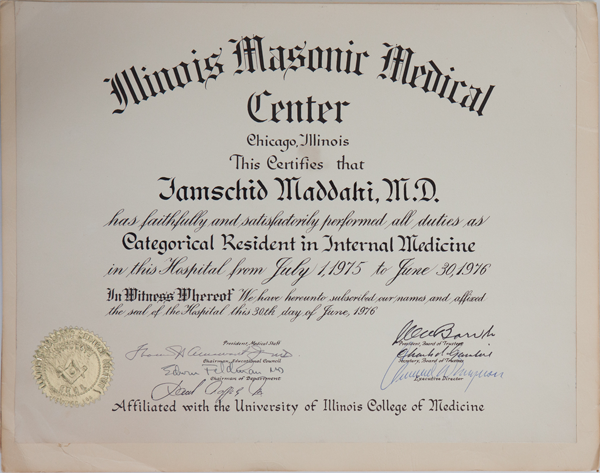 Illinois Masonic Medical
Center
Chicago, Illinois
This Certifies that
Jamschid Maddahi, M.D.
has faithfully and satisfactorily performed all duties as
Categorical Resident in Internal Medicine
in this Hospital from July 1, 1975 to June 30, 1976
In Witness Whereof We have hereunto subscribed our names and affixed
the seal of the Hospital this 30th day of June, 1976
President, Medical Staff
Chairman, Educational Council
Edwin Feldman MD
Chairman of Department
President, Board of Trustees
Secretary, Board of Trustees
Executive Director
Affiliated with the University of Illinois College of Medicine